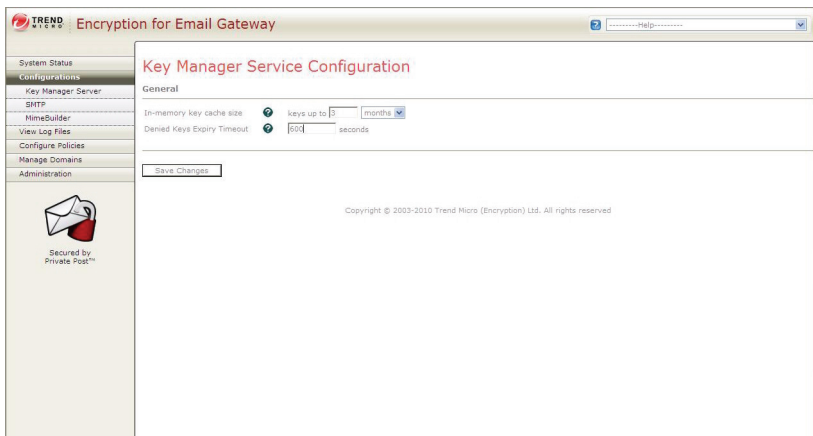 TREND MICRO Encryption for Email Gateway
---------Help---------
System Status
Configurations
Key Manager Server
SMTP
MimeBuilder
View Log Files
Configure Policies
Manage Domains
Administration
Secured by
Private Post™
Key Manager Service Configuration
General
In-memory key cache size ? keys up to 3 months
Denied Keys Expiry Timeout ? 600 seconds
Save Changes
Copyright © 2003-2010 Trend Micro (Encryption) Ltd. All rights reserved